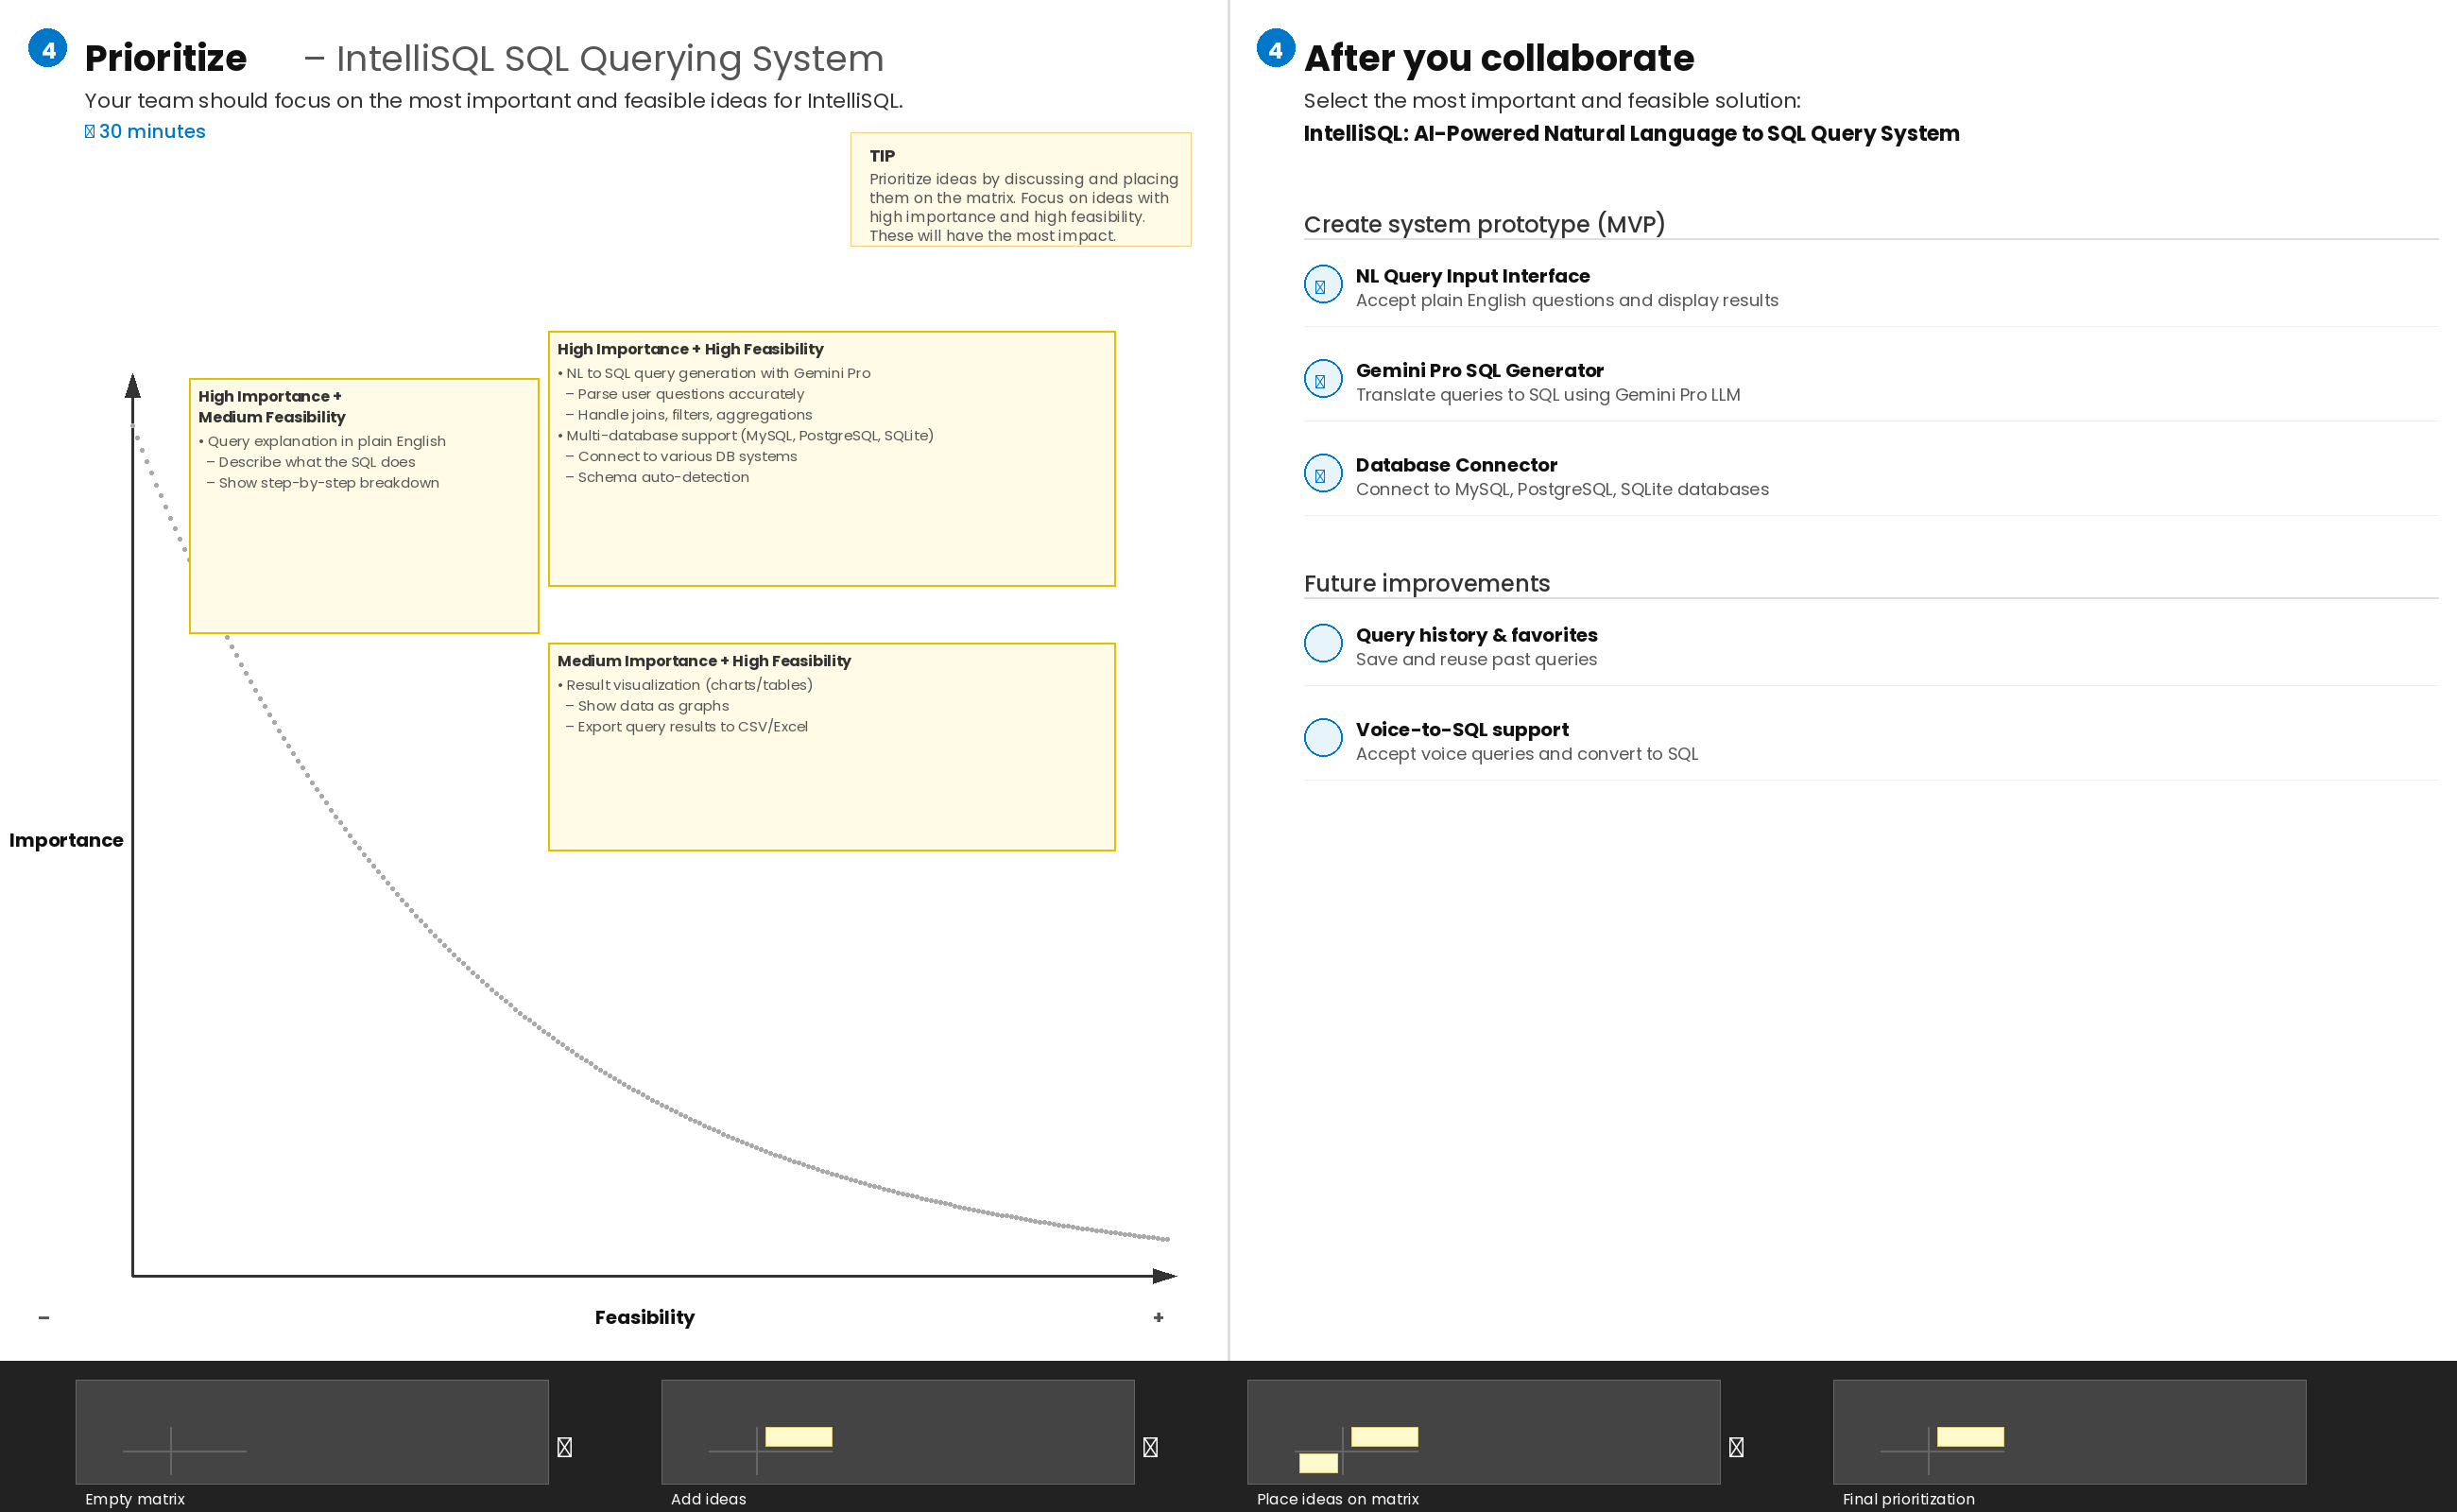 4
Prioritize – IntelliSQL SQL Querying System
Your team should focus on the most important and feasible ideas for IntelliSQL.
30 minutes
TIP
Prioritize ideas by discussing and placing
them on the matrix. Focus on ideas with
high importance and high feasibility.
These will have the most impact.
High Importance +
Medium Feasibility
• Query explanation in plain English
– Describe what the SQL does
– Show step-by-step breakdown
High Importance + High Feasibility
• NL to SQL query generation with Gemini Pro
– Parse user questions accurately
– Handle joins, filters, aggregations
• Multi-database support (MySQL, PostgreSQL, SQLite)
– Connect to various DB systems
– Schema auto-detection
Medium Importance + High Feasibility
• Result visualization (charts/tables)
– Show data as graphs
– Export query results to CSV/Excel
Importance
–
Feasibility
+
4
After you collaborate
Select the most important and feasible solution:
IntelliSQL: AI-Powered Natural Language to SQL Query System
Create system prototype (MVP)
NL Query Input Interface
Accept plain English questions and display results
Gemini Pro SQL Generator
Translate queries to SQL using Gemini Pro LLM
Database Connector
Connect to MySQL, PostgreSQL, SQLite databases
Future improvements
Query history & favorites
Save and reuse past queries
Voice-to-SQL support
Accept voice queries and convert to SQL
Empty matrix
Add ideas
Place ideas on matrix
Final prioritization